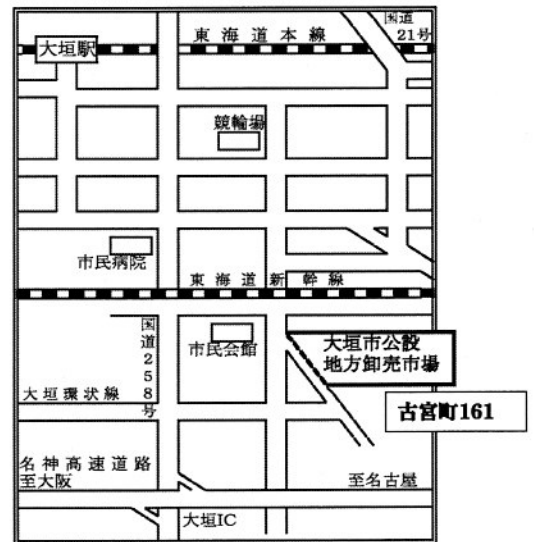 国道
21号
大垣駅
東海道本線
競輪場
市民病院
東海道新幹線
国道258号
市民会館
大垣市公設
地方卸売市場
大垣環状線
古宮町161
名神高速道路
至大阪
至名古屋
大垣IC